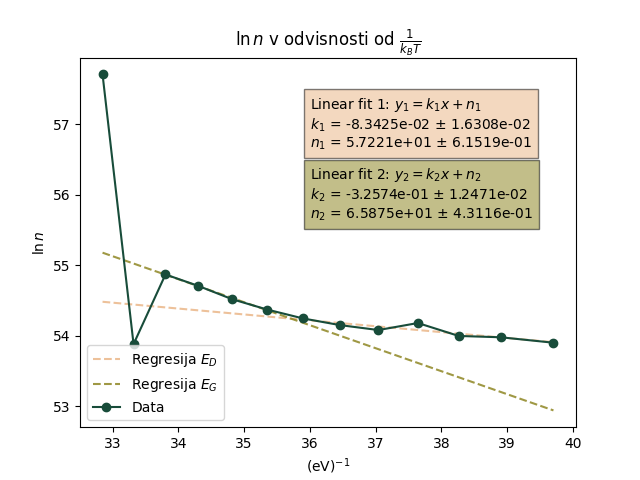 ln n v odvisnosti od 1/(k_B T)
Linear fit 1: y₁ = k₁x + n₁
k₁ = -8.3425e-02 ± 1.6308e-02
n₁ = 5.7221e+01 ± 6.1519e-01
Linear fit 2: y₂ = k₂x + n₂
k₂ = -3.2574e-01 ± 1.2471e-02
n₂ = 6.5875e+01 ± 4.3116e-01
ln n
57
56
55
54
53
Regresija E_D
Regresija E_G
Data
33 34 35 36 37 38 39 40
(eV)⁻¹